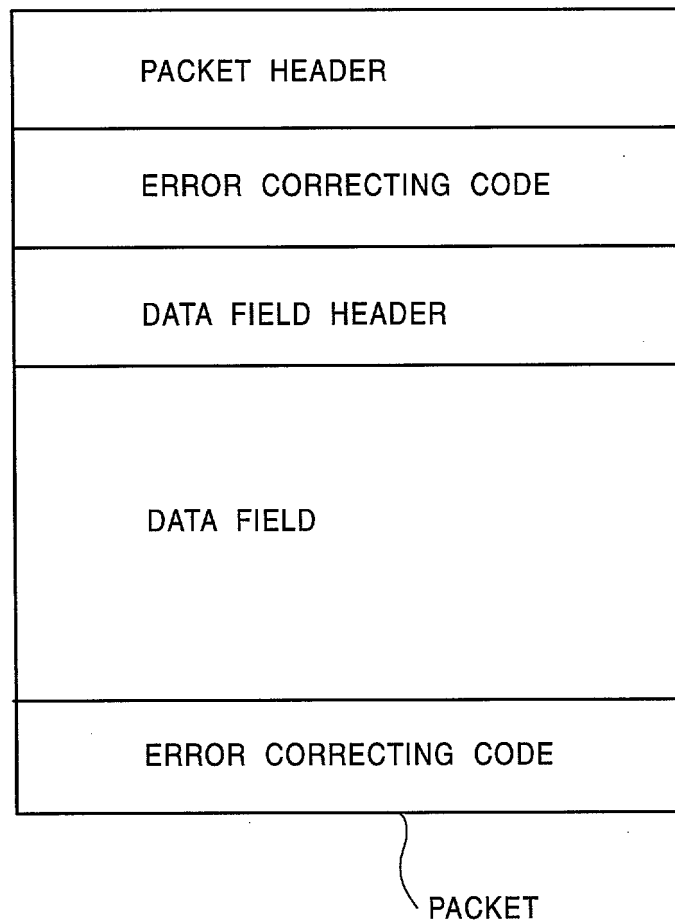 PACKET HEADER
ERROR CORRECTING CODE
DATA FIELD HEADER
DATA FIELD
ERROR CORRECTING CODE
PACKET